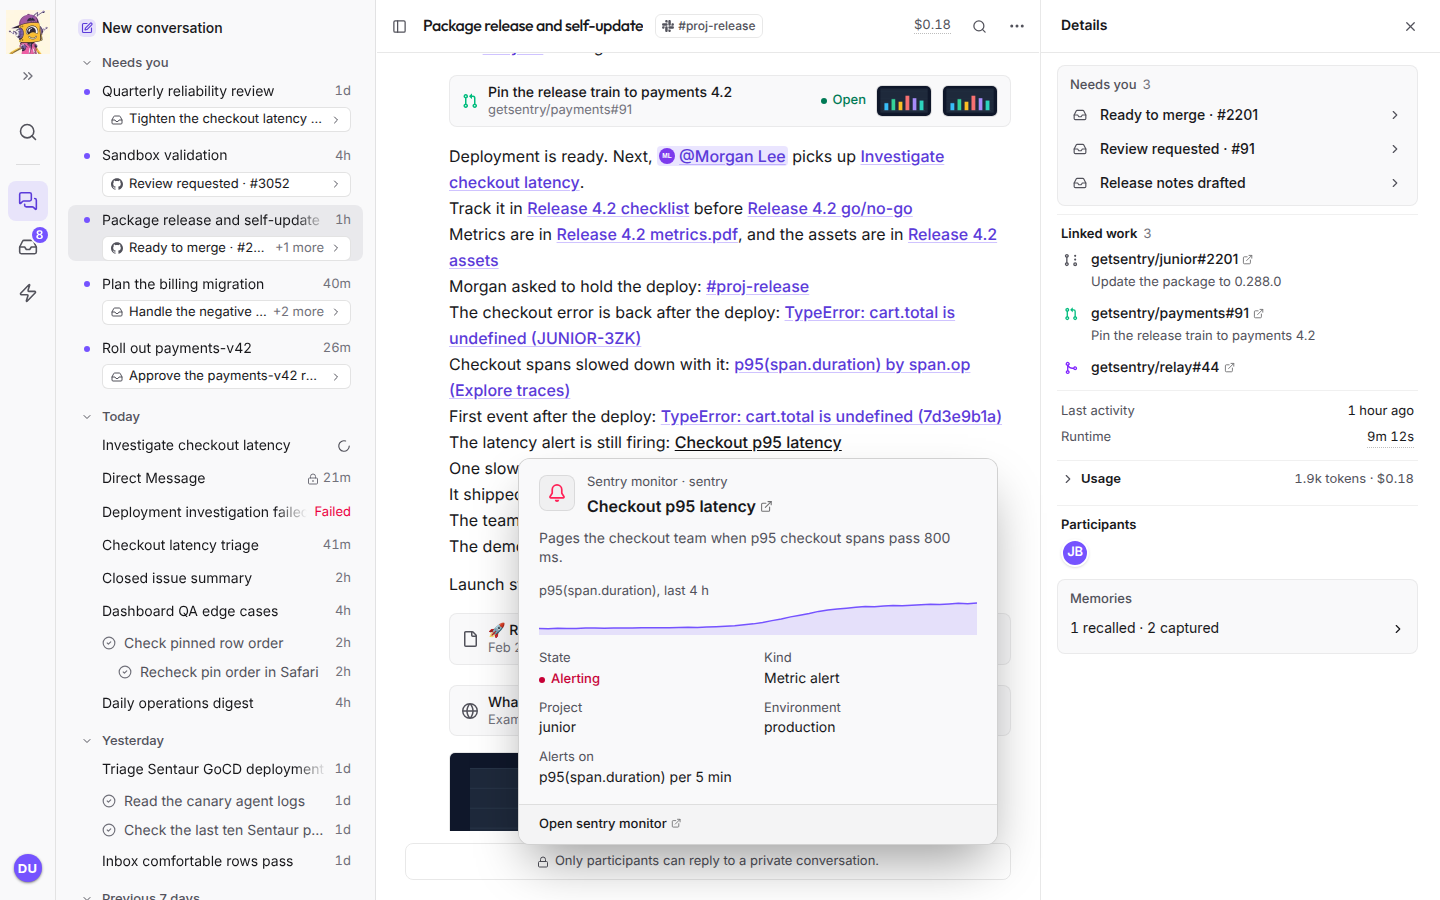 New conversation
Needs you
Quarterly reliability review 1d
Tighten the checkout latency ...
Sandbox validation 4h
Review requested · #3052
Package release and self-update 1h
Ready to merge · #2... +1 more
Plan the billing migration 40m
Handle the negative ... +2 more
Roll out payments-v42 26m
Approve the payments-v42 r...
Today
Investigate checkout latency
Direct Message 21m
Deployment investigation failed Failed
Checkout latency triage 41m
Closed issue summary 2h
Dashboard QA edge cases 4h
Check pinned row order 2h
Recheck pin order in Safari 2h
Daily operations digest 4h
Yesterday
Triage Sentaur GoCD deployment 1d
Read the canary agent logs 1d
Check the last ten Sentaur p... 1d
Inbox comfortable rows pass 1d
Previous 7 days
8
DU
Package release and self-update #proj-release $0.18
Pin the release train to payments 4.2
getsentry/payments#91
Open
Deployment is ready. Next, ML @Morgan Lee picks up Investigate
checkout latency.
Track it in Release 4.2 checklist before Release 4.2 go/no-go
Metrics are in Release 4.2 metrics.pdf, and the assets are in Release 4.2
assets
Morgan asked to hold the deploy: #proj-release
The checkout error is back after the deploy: TypeError: cart.total is
undefined (JUNIOR-3ZK)
Checkout spans slowed down with it: p95(span.duration) by span.op
(Explore traces)
First event after the deploy: TypeError: cart.total is undefined (7d3e9b1a)
The latency alert is still firing: Checkout p95 latency
One slow
It shipped
The team
The demo
Launch s
🚀 R
Feb 2
Wha
Exam
Sentry monitor · sentry
Checkout p95 latency
Pages the checkout team when p95 checkout spans pass 800
ms.
p95(span.duration), last 4 h
State Kind
Alerting Metric alert
Project Environment
junior production
Alerts on
p95(span.duration) per 5 min
Open sentry monitor
Only participants can reply to a private conversation.
Details
Needs you 3
Ready to merge · #2201
Review requested · #91
Release notes drafted
Linked work 3
getsentry/junior#2201
Update the package to 0.288.0
getsentry/payments#91
Pin the release train to payments 4.2
getsentry/relay#44
Last activity 1 hour ago
Runtime 9m 12s
Usage 1.9k tokens · $0.18
Participants
JB
Memories
1 recalled · 2 captured